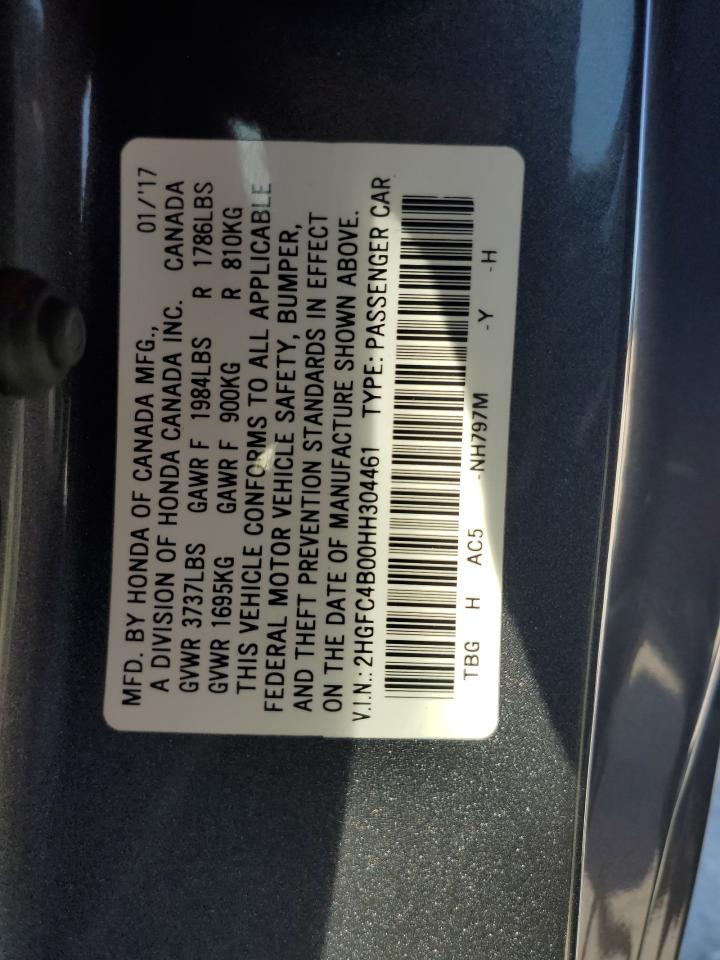 MFD. BY HONDA OF CANADA MFG., 01/'17
A DIVISION OF HONDA CANADA INC. CANADA
GVWR 3737LBS GAWR F 1984LBS R 1786LBS
GVWR 1695KG GAWR F 900KG R 810KG
THIS VEHICLE CONFORMS TO ALL APPLICABLE
FEDERAL MOTOR VEHICLE SAFETY, BUMPER,
AND THEFT PREVENTION STANDARDS IN EFFECT
ON THE DATE OF MANUFACTURE SHOWN ABOVE.
V.I.N.: 2HGFC4B00HH304461 TYPE: PASSENGER CAR
TBG H AC5 -NH797M -Y -H